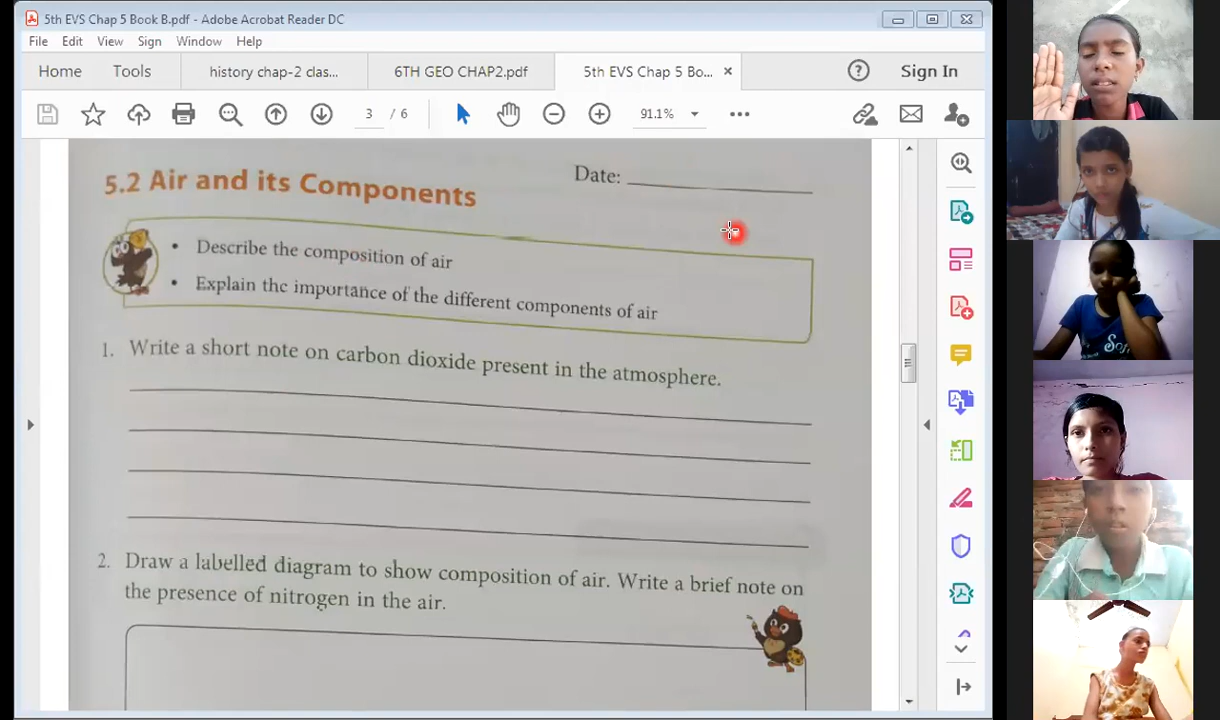 5th EVS Chap 5 Book B.pdf - Adobe Acrobat Reader DC
File Edit View Sign Window Help
Home Tools history chap-2 clas... 6TH GEO CHAP2.pdf 5th EVS Chap 5 Bo... ×
? Sign In
3 / 6 91.1%
5.2 Air and its Components
Date:
• Describe the composition of air
• Explain the importance of the different components of air
1. Write a short note on carbon dioxide present in the atmosphere.
2. Draw a labelled diagram to show composition of air. Write a brief note on
the presence of nitrogen in the air.